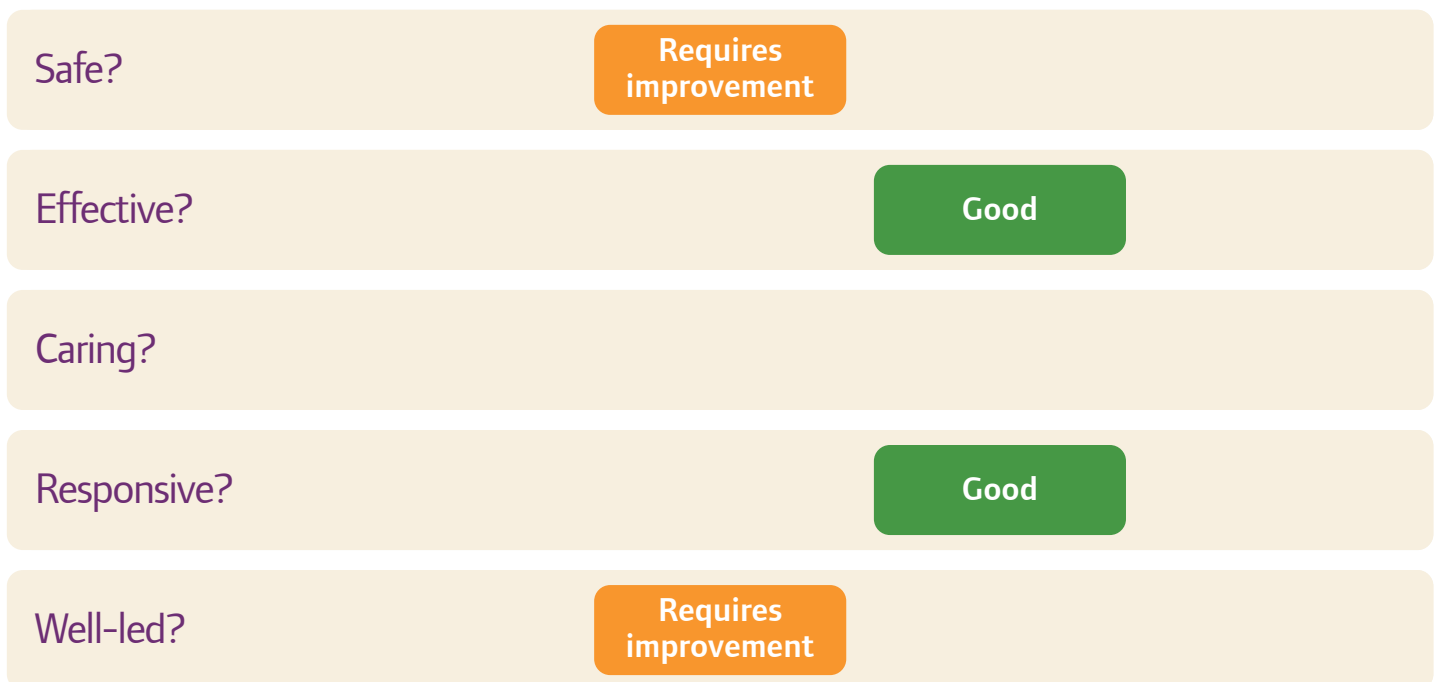 Safe?
Requires
improvement
Effective?
Good
Caring?
Responsive?
Good
Well-led?
Requires
improvement